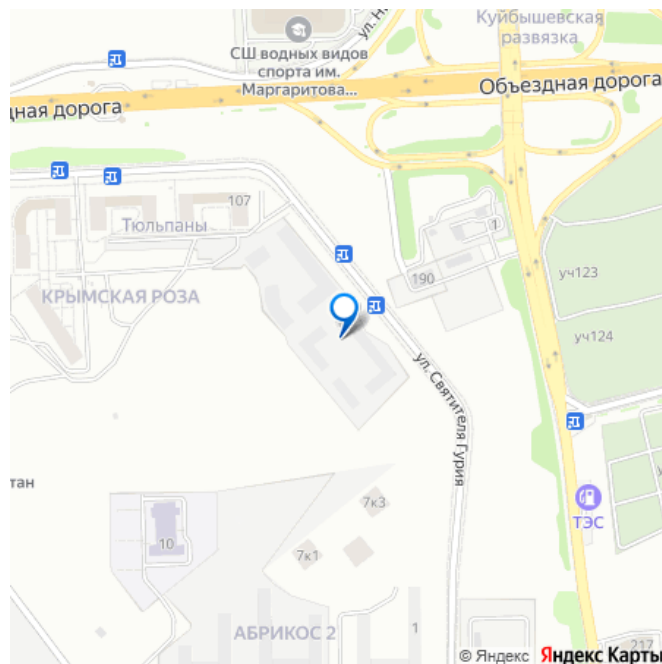 Куйбышевская
развязка
ул. Н
СШ водных видов
спорта им.
Маргаритова...
Объездная дорога
дная дорога
107
Тюльпаны
1
190
уч123
КРЫМСКАЯ РОЗА
уч124
ул. Святителя Гурия
тан
7к3
ТЭС
10
7к1
АБРИКОС 2
1
217
© Яндекс Яндекс Карты